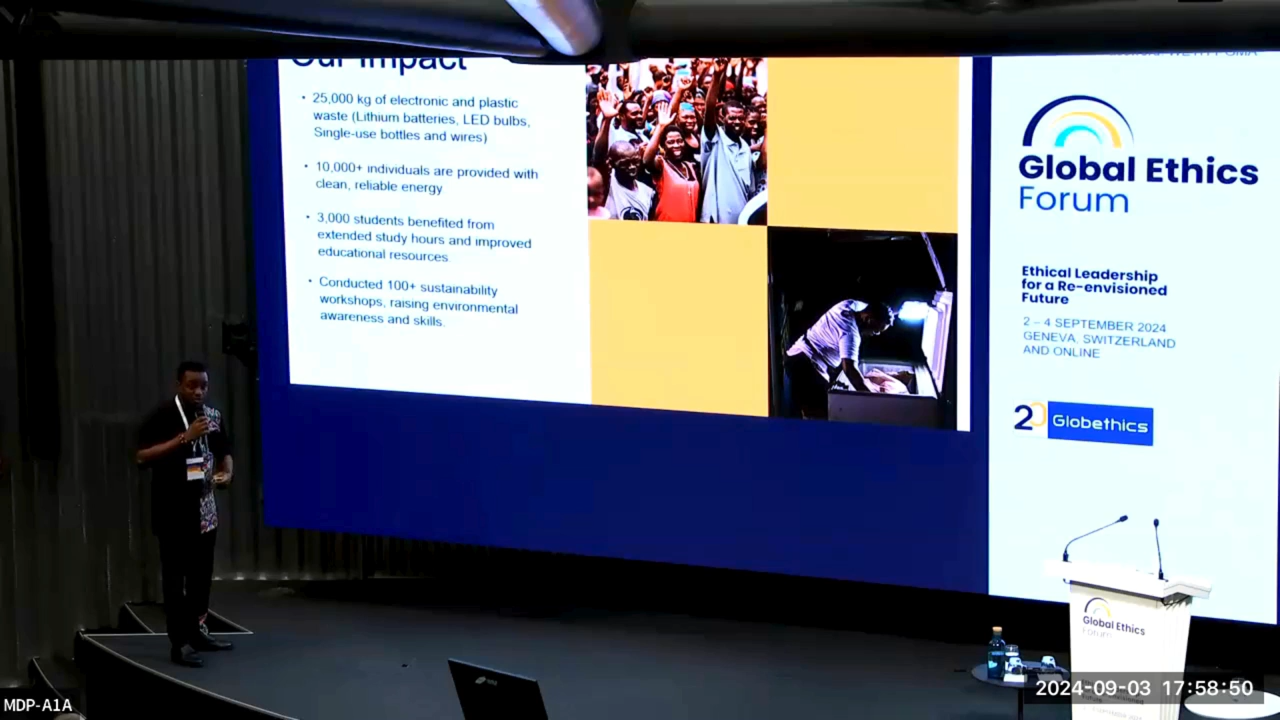 Our Impact
• 25,000 kg of electronic and plastic
waste (Lithium batteries, LED bulbs,
Single-use bottles and wires)
• 10,000+ individuals are provided with
clean, reliable energy
• 3,000 students benefited from
extended study hours and improved
educational resources
• Conducted 100+ sustainability
workshops, raising environmental
awareness and skills.
Global Ethics
Forum
Ethical Leadership
for a Re-envisioned
Future
2 – 4 SEPTEMBER 2024
GENEVA, SWITZERLAND
AND ONLINE
20 Globethics
Global Ethics
Forum
MDP-A1A
2024-09-03 17:58:50